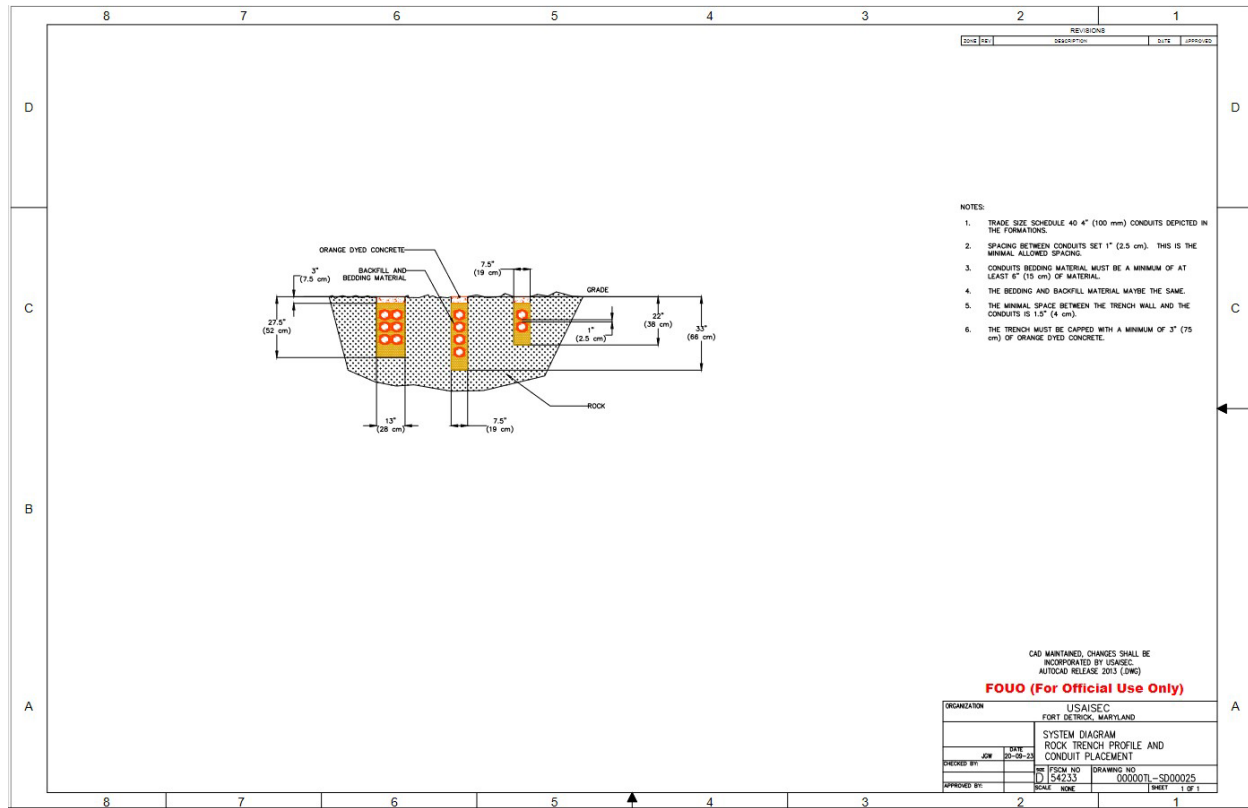 8 7 6 5 4 3 2 1
REVISIONS
ZONE REV DESCRIPTION DATE APPROVED
D D
NOTES:
1. TRADE SIZE SCHEDULE 40 4" (100 mm) CONDUITS DEPICTED IN
THE FORMATIONS.
2. SPACING BETWEEN CONDUITS SET 1" (2.5 cm). THIS IS THE
MINIMAL ALLOWED SPACING.
3. CONDUITS BEDDING MATERIAL MUST BE A MINIMUM OF AT
LEAST 6" (15 cm) OF MATERIAL.
4. THE BEDDING AND BACKFILL MATERIAL MAYBE THE SAME.
5. THE MINIMAL SPACE BETWEEN THE TRENCH WALL AND THE
CONDUITS IS 1.5" (4 cm).
6. THE TRENCH MUST BE CAPPED WITH A MINIMUM OF 3" (75
cm) OF ORANGE DYED CONCRETE.
ORANGE DYED CONCRETE
3"
(7.5 cm)
BACKFILL AND
BEDDING MATERIAL
7.5"
(19 cm)
GRADE
C C
27.5"
(52 cm)
22"
(38 cm)
1"
(2.5 cm)
33"
(66 cm)
ROCK
13"
(28 cm)
7.5"
(19 cm)
B B
CAD MAINTAINED, CHANGES SHALL BE
INCORPORATED BY USAISEC.
AUTOCAD RELEASE 2013 (.DWG)
FOUO (For Official Use Only)
A A
ORGANIZATION
USAISEC
FORT DETRICK, MARYLAND
SYSTEM DIAGRAM
ROCK TRENCH PROFILE AND
CONDUIT PLACEMENT
JGW
DATE
20-09-23
CHECKED BY:
APPROVED BY:
SIZE
D
FSCM NO
54233
DRAWING NO
00000TL-SD00025
SCALE NONE
SHEET 1 OF 1
8 7 6 5 4 3 2 1